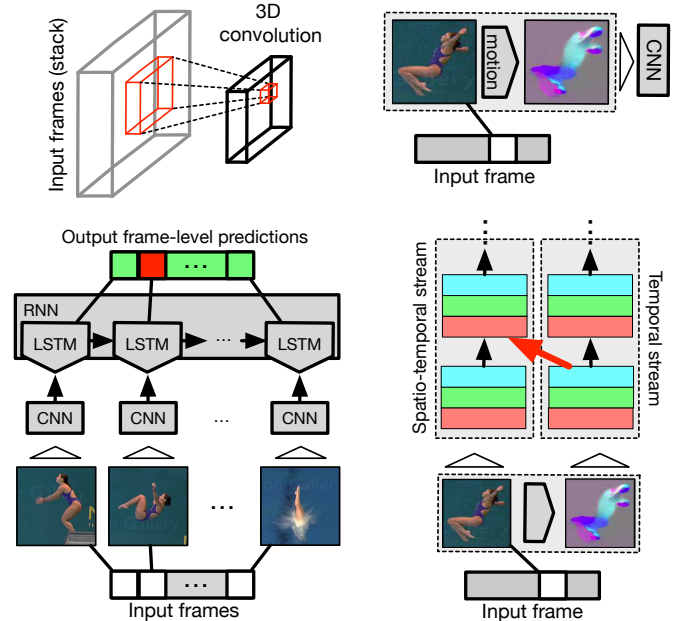 3D
convolution
Input frames (stack)
motion
CNN
Input frame
Output frame-level predictions
...
RNN
LSTM
LSTM
...
LSTM
CNN
CNN
...
CNN
...
...
Input frames
...
...
Spatio-temporal stream
Temporal stream
Input frame